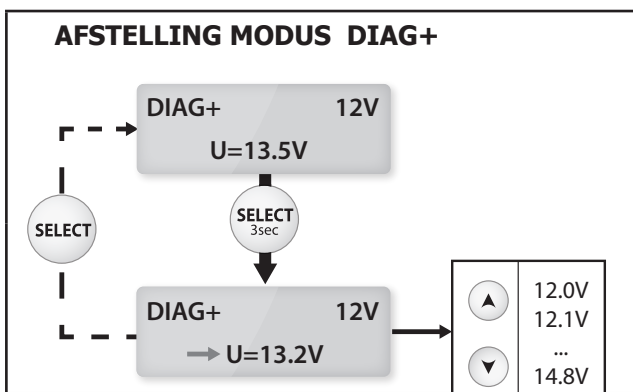 AFSTELLING MODUS DIAG+
DIAG+ 12V
U=13.5V
SELECT
SELECT
3sec
DIAG+ 12V
U=13.2V
12.0V
12.1V
...
14.8V